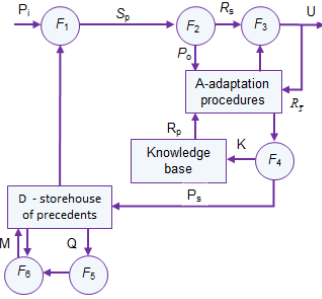 Pi Sp Rs U
F1 F2 F3
Po
A-adaptation
procedures
Rs
Rp
K
Knowledge
base
F4
Ps
D - storehouse
of precedents
M Q
F6 F5